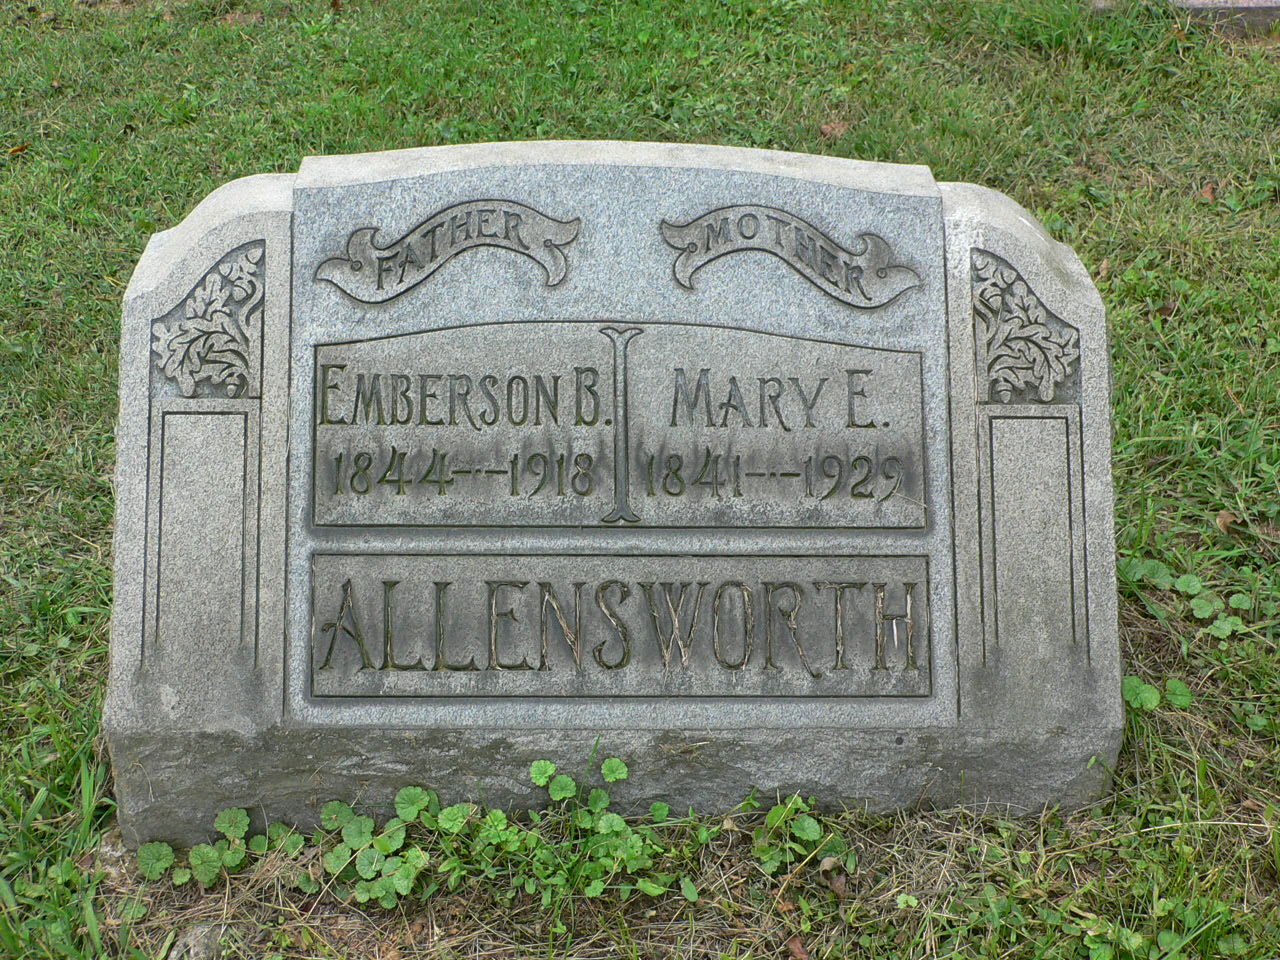 FATHER MOTHER
EMBERSON B. MARY E.
1844-·-1918 1841-·-1929
ALLENSWORTH